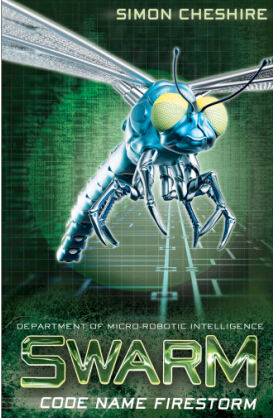 SIMON CHESHIRE
DEPARTMENT OF MICRO-ROBOTIC INTELLIGENCE
SWARM
CODE NAME FIRESTORM